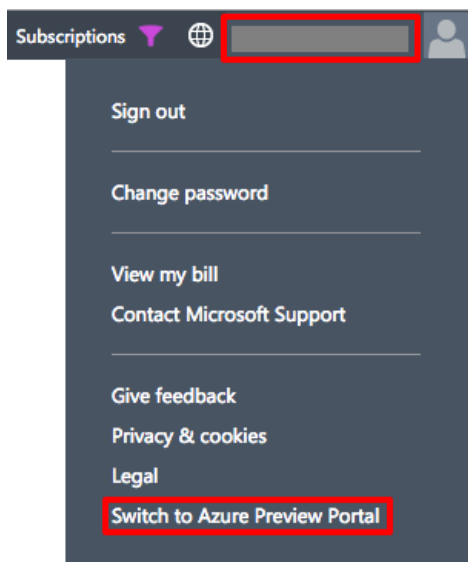 Subscriptions
Sign out
Change password
View my bill
Contact Microsoft Support
Give feedback
Privacy & cookies
Legal
Switch to Azure Preview Portal